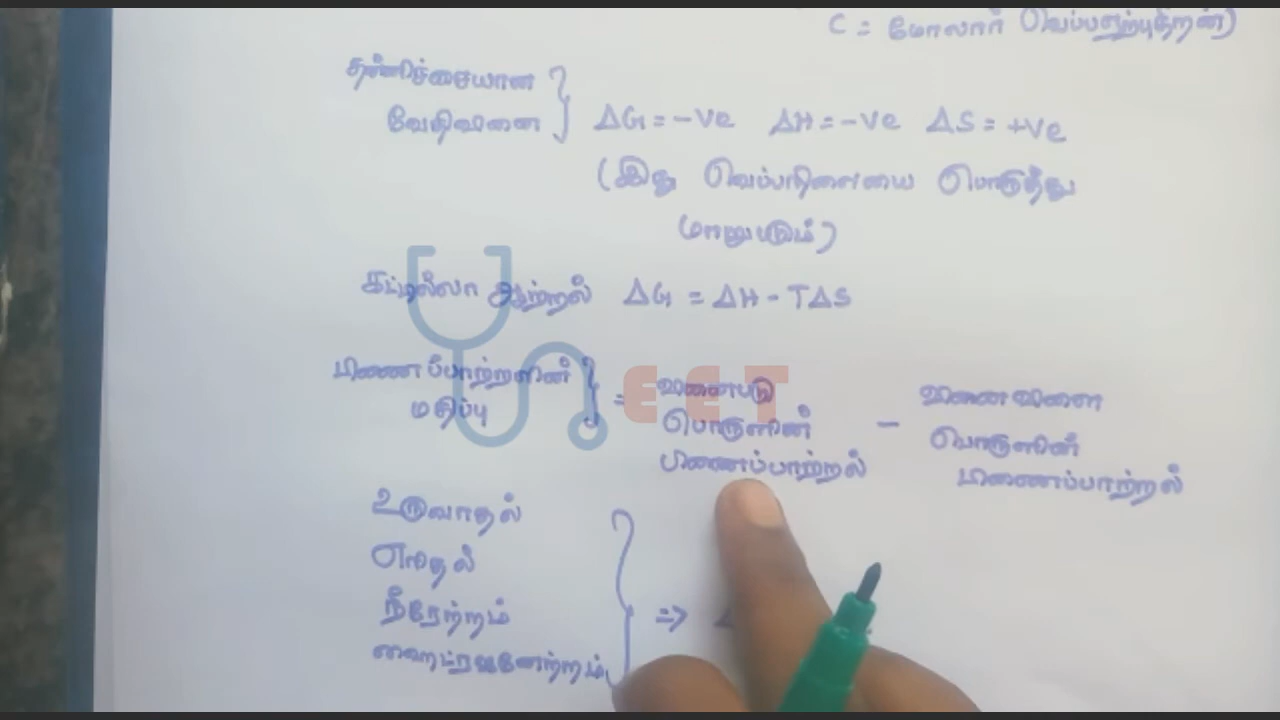 C = மோலார் வெப்பஏற்புதிறன்)
தன்னிச்சையான
வேதிவினை } ΔG = -ve ΔH = -ve ΔS = +ve
(இது வெப்பநிலையை பொருத்து
மாறுபடும்)
கட்டில்லா ஆற்றல் ΔG = ΔH - TΔS
பிணைப்பாற்றலின்
மதிப்பு } = வினைபடு
பொருளின்
பிணைப்பாற்றல் - வினைவிளை
பொருளின்
பிணைப்பாற்றல்
உருவாதல்
எரிதல்
நீரேற்றம்
ஹைட்ரஜனேற்றம் } =>
NEET